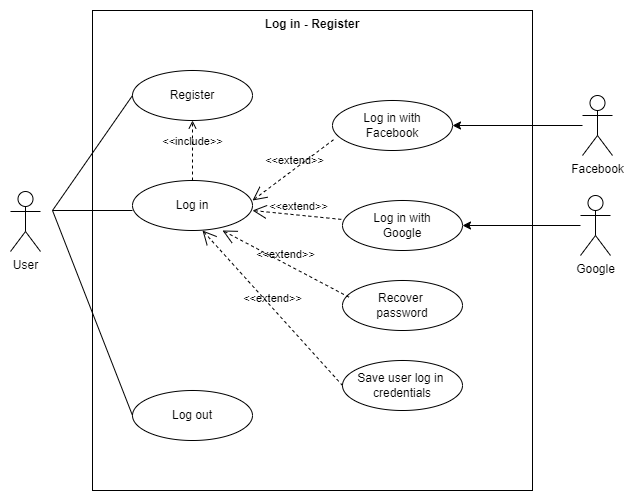 Log in - Register
Register
<<include>>
Log in with
Facebook
Facebook
<<extend>>
Log in
<<extend>>
Log in with
Google
User
Google
<<extend>>
Recover
password
<<extend>>
Save user log in
credentials
Log out